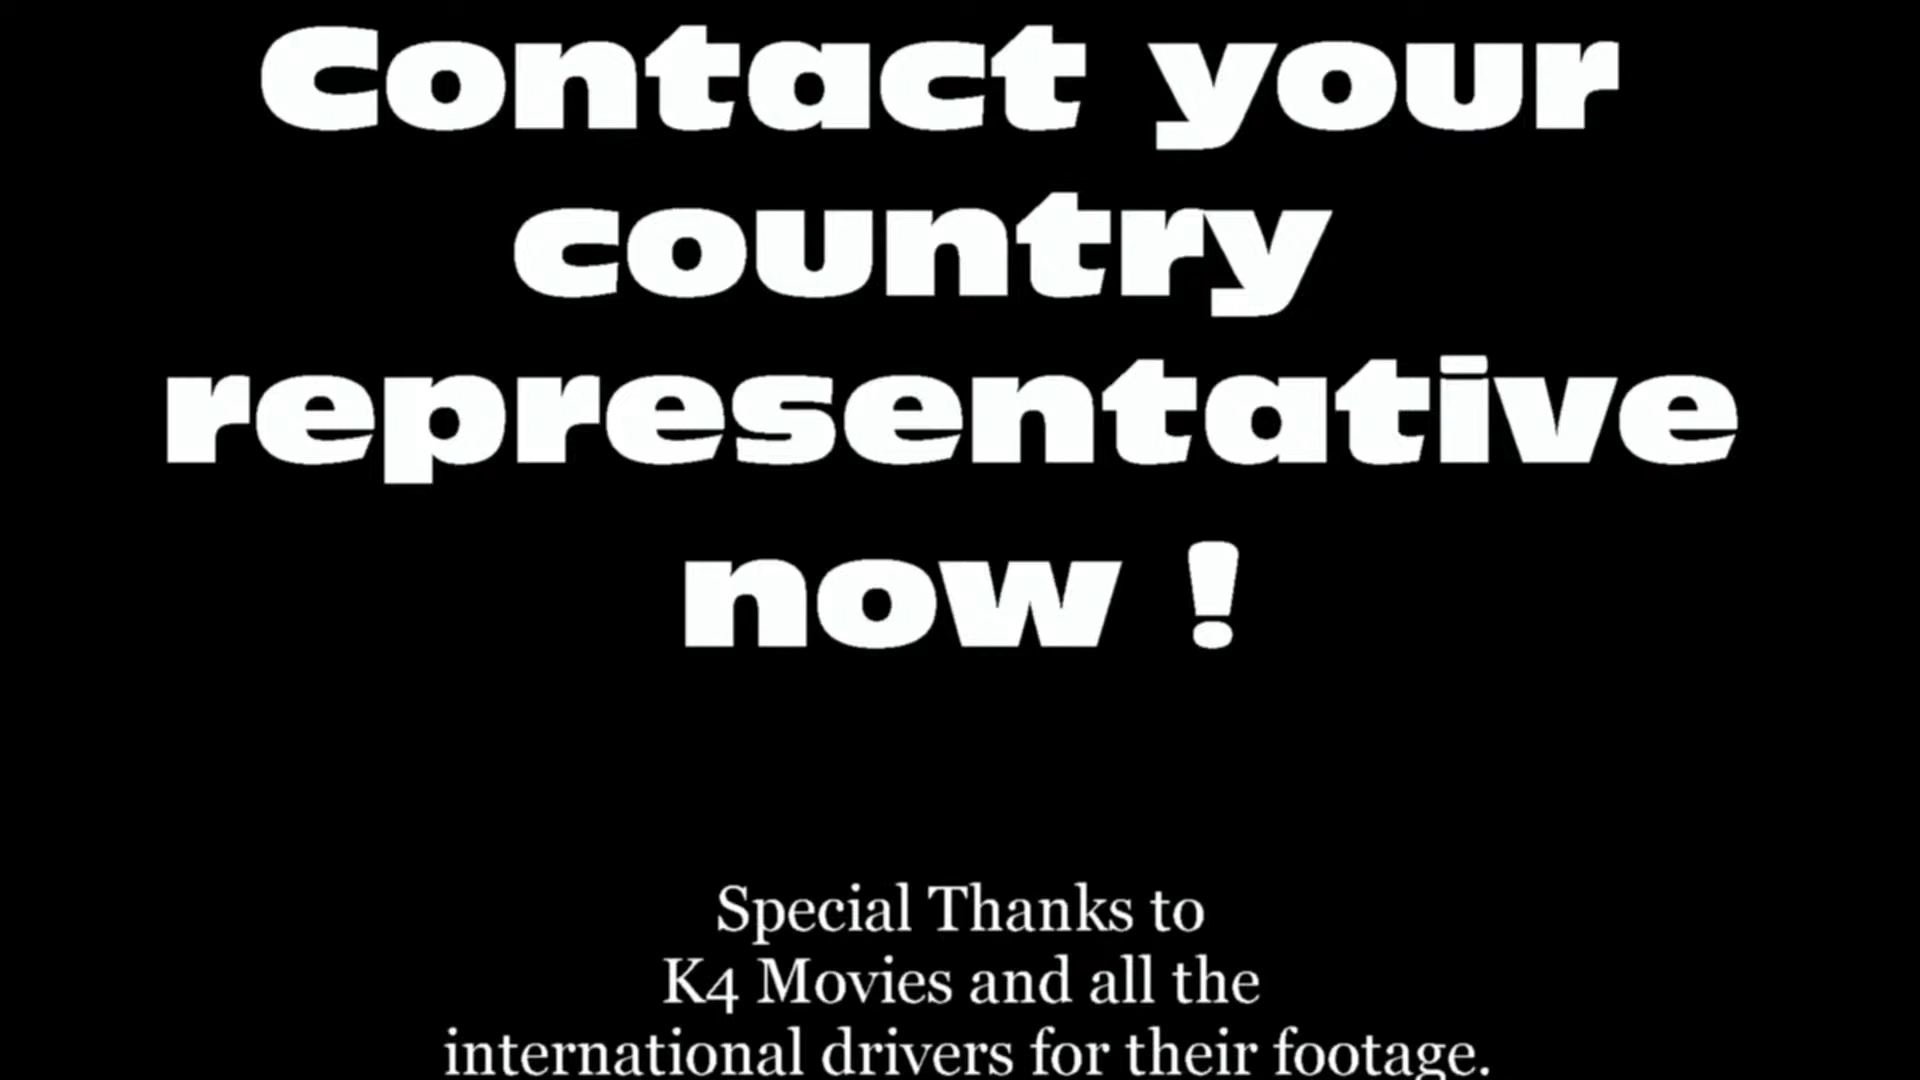 Contact your
country
representative
now !
Special Thanks to
K4 Movies and all the
international drivers for their footage.